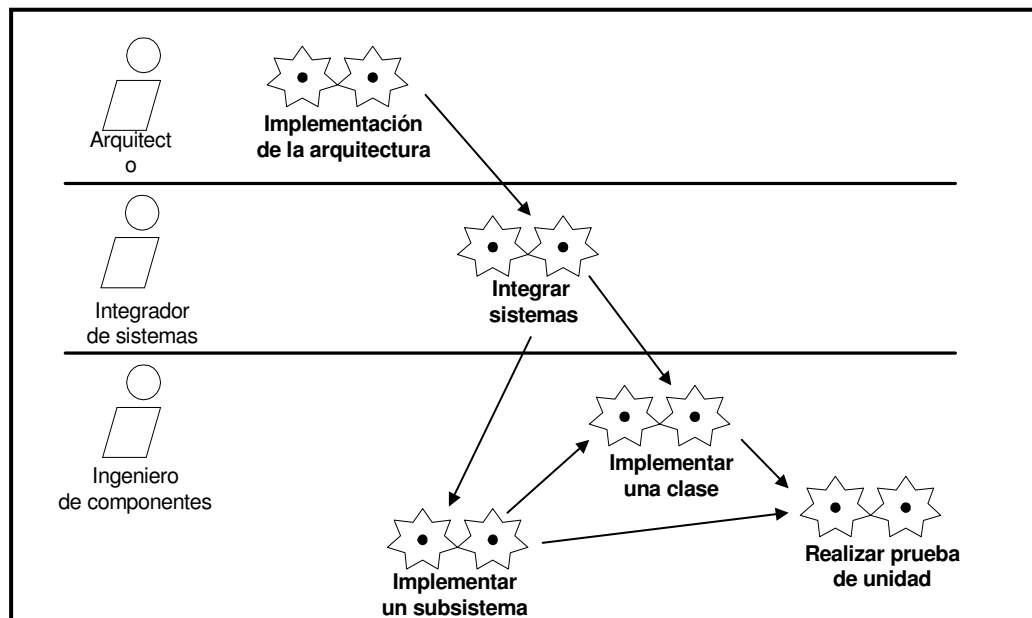 Arquitect
o
Implementación
de la arquitectura
Integrador
de sistemas
Integrar
sistemas
Ingeniero
de componentes
Implementar
una clase
Implementar
un subsistema
Realizar prueba
de unidad